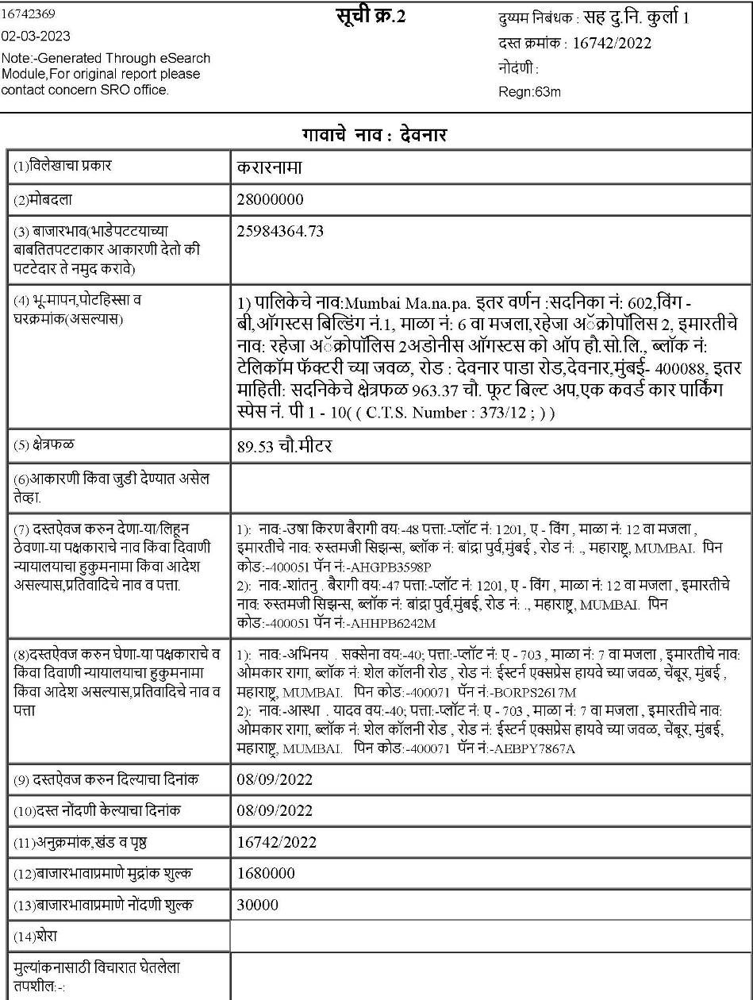 16742369
02-03-2023
Note:-Generated Through eSearch
Module,For original report please
contact concern SRO office.
सूची क्र.2
दुय्यम निबंधक : सह दु.नि. कुर्ला 1
दस्त क्रमांक : 16742/2022
नोदंणी :
Regn:63m
गावाचे नाव : देवनार
(1)विलेखाचा प्रकार
करारनामा
(2)मोबदला
28000000
(3) बाजारभाव(भाडेपटटयाच्या
बाबतितपटटाकार आकारणी देतो की
पटटेदार ते नमुद करावे)
25984364.73
(4) भू-मापन,पोटहिस्सा व
घरक्रमांक(असल्यास)
1) पालिकेचे नाव:Mumbai Ma.na.pa. इतर वर्णन :सदनिका नं: 602,विंग -
बी,ऑगस्टस बिल्डिंग नं.1, माळा नं: 6 वा मजला,रहेजा अॅक्रोपॉलिस 2, इमारतीचे
नाव: रहेजा अॅक्रोपॉलिस 2अडोनीस ऑगस्टस को ऑप हौ.सो.लि., ब्लॉक नं:
टेलिकॉम फॅक्टरी च्या जवळ, रोड : देवनार पाडा रोड,देवनार,मुंबई- 400088, इतर
माहिती: सदनिकेचे क्षेत्रफळ 963.37 चौ. फूट बिल्ट अप,एक कवर्ड कार पार्किंग
स्पेस नं. पी 1 - 10( ( C.T.S. Number : 373/12 ; ) )
(5) क्षेत्रफळ
89.53 चौ.मीटर
(6)आकारणी किंवा जुडी देण्यात असेल
तेव्हा.
(7) दस्तऐवज करुन देणा-या/लिहून
ठेवणा-या पक्षकाराचे नाव किंवा दिवाणी
न्यायालयाचा हुकुमनामा किंवा आदेश
असल्यास,प्रतिवादिचे नाव व पत्ता.
1): नाव:-उषा किरण बैरागी वय:-48 पत्ता:-प्लॉट नं: 1201, ए - विंग , माळा नं: 12 वा मजला ,
इमारतीचे नाव: रुस्तमजी सिझन्स, ब्लॉक नं: बांद्रा पुर्व,मुंबई , रोड नं: ., महाराष्ट्र, MUMBAI. पिन
कोड:-400051 पॅन नं:-AHGPB3598P
2): नाव:-शांतनु . बैरागी वय:-47 पत्ता:-प्लॉट नं: 1201, ए - विंग , माळा नं: 12 वा मजला , इमारतीचे
नाव: रुस्तमजी सिझन्स, ब्लॉक नं: बांद्रा पुर्व,मुंबई, रोड नं: ., महाराष्ट्र, MUMBAI. पिन
कोड:-400051 पॅन नं:-AHHPB6242M
(8)दस्तऐवज करुन घेणा-या पक्षकाराचे व
किंवा दिवाणी न्यायालयाचा हुकुमनामा
किंवा आदेश असल्यास,प्रतिवादिचे नाव व
पत्ता
1): नाव:-अभिनय . सक्सेना वय:-40; पत्ता:-प्लॉट नं: ए - 703 , माळा नं: 7 वा मजला , इमारतीचे नाव:
ओमकार रागा, ब्लॉक नं: शेल कॉलनी रोड , रोड नं: ईस्टर्न एक्सप्रेस हायवे च्या जवळ, चेंबूर, मुंबई ,
महाराष्ट्र, MUMBAI. पिन कोड:-400071 पॅन नं:-BORPS2617M
2): नाव:-आस्था . यादव वय:-40; पत्ता:-प्लॉट नं: ए - 703 , माळा नं: 7 वा मजला , इमारतीचे नाव:
ओमकार रागा, ब्लॉक नं: शेल कॉलनी रोड , रोड नं: ईस्टर्न एक्सप्रेस हायवे च्या जवळ, चेंबूर, मुंबई,
महाराष्ट्र, MUMBAI. पिन कोड:-400071 पॅन नं:-AEBPY7867A
(9) दस्तऐवज करुन दिल्याचा दिनांक
08/09/2022
(10)दस्त नोंदणी केल्याचा दिनांक
08/09/2022
(11)अनुक्रमांक,खंड व पृष्ठ
16742/2022
(12)बाजारभावाप्रमाणे मुद्रांक शुल्क
1680000
(13)बाजारभावाप्रमाणे नोंदणी शुल्क
30000
(14)शेरा
मुल्यांकनासाठी विचारात घेतलेला
तपशील:-: